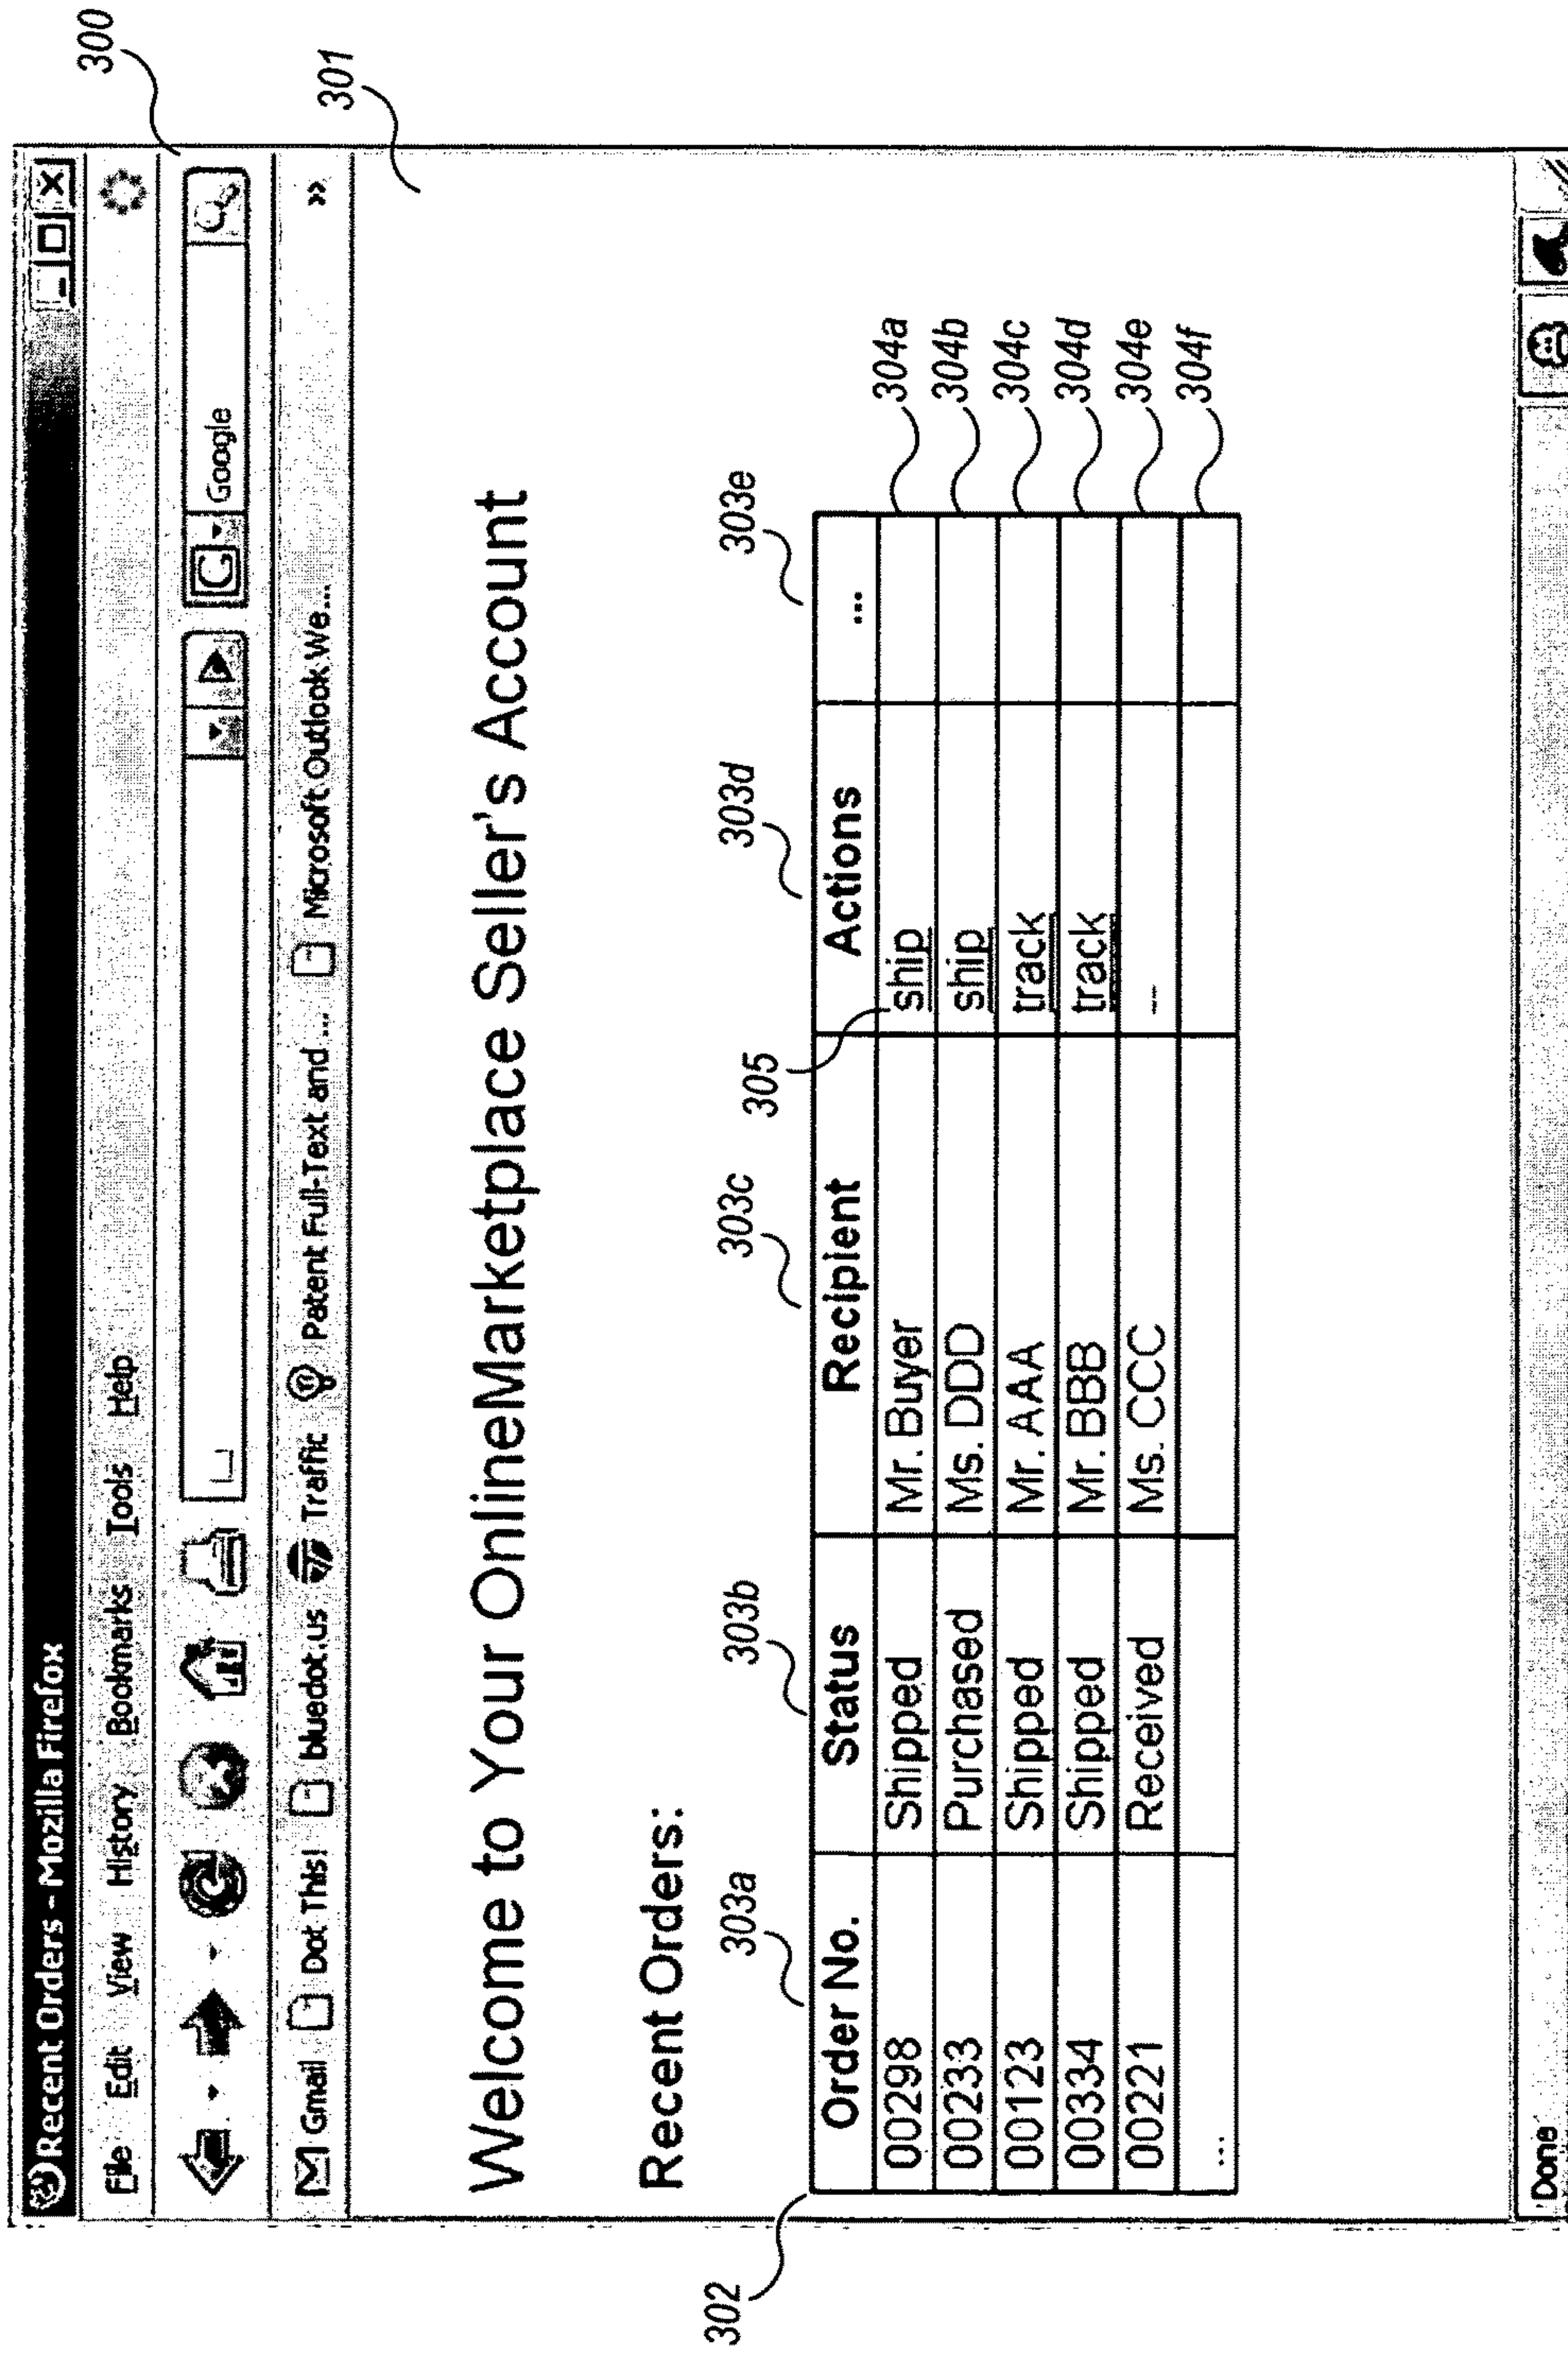 300
Recent Orders - Mozilla Firefox
File Edit View History Bookmarks Tools Help
G Google
M Gmail Dot This! bluedot.us Traffic Patent Full-Text and ... Microsoft Outlook We... »
301
Welcome to Your OnlineMarketplace Seller's Account
Recent Orders:
302 303a 303b 303c 305 303d 303e
Order No. Status Recipient Actions ...
00298 Shipped Mr. Buyer ship 304a
00233 Purchased Ms. DDD ship 304b
00123 Shipped Mr. AAA track 304c
00334 Shipped Mr. BBB track 304d
00221 Received Ms. CCC -- 304e
... 304f
Done